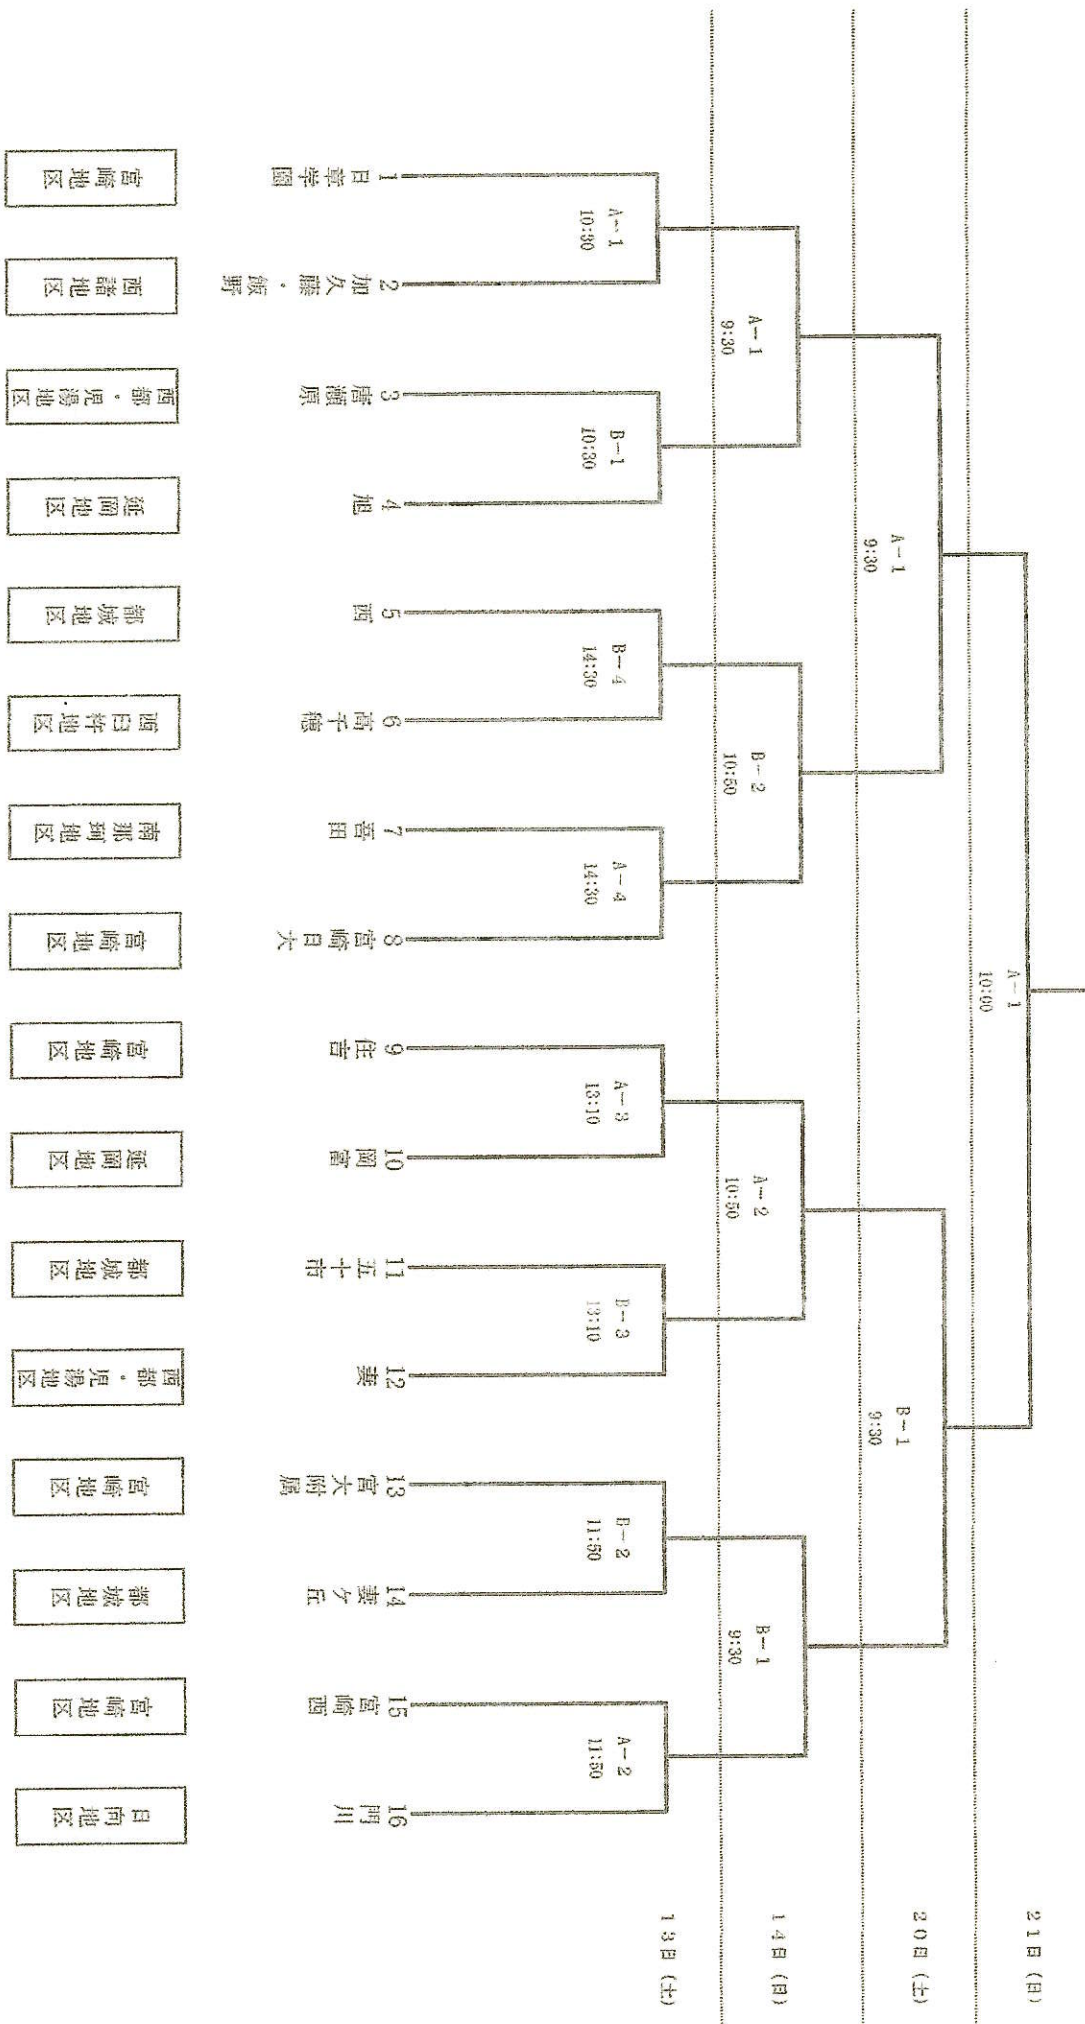 21日(日)
A-1
10:00
20日(土)
A-1
9:30
B-1
9:30
14日(日)
A-1
9:30
B-2
10:50
A-2
10:50
B-1
9:30
13日(土)
A-1
10:30
B-1
10:30
B-4
14:30
A-4
14:30
A-3
13:10
B-3
13:10
B-2
11:50
A-2
11:50
1 日章学園
2 加久藤・飯野
3 唐瀬原
4 旭
5 西
6 高千穂
7 吾田
8 宮崎日大
9 住吉
10 岡富
11 五十市
12 妻
13 宮大附属
14 妻ケ丘
15 宮崎西
16 門川
宮崎地区
西諸地区
西都・児湯地区
延岡地区
都城地区
西臼杵地区
南那珂地区
宮崎地区
宮崎地区
延岡地区
都城地区
西都・児湯地区
宮崎地区
都城地区
宮崎地区
日向地区